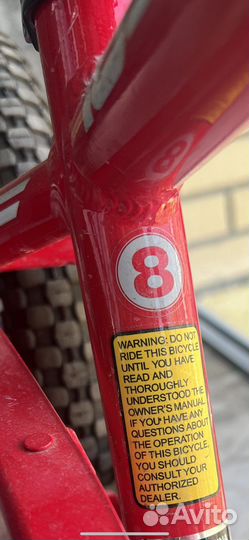 8
WARNING: DO NOT
RIDE THIS BICYCLE
UNTIL YOU HAVE
READ AND
THOROUGHLY
UNDERSTOOD THE
OWNER'S MANUAL
IF YOU HAVE ANY
QUESTIONS ABOUT
THE OPERATION
OF THIS BICYCLE,
YOU SHOULD
CONSULT YOUR
AUTHORIZED
DEALER.
Avito